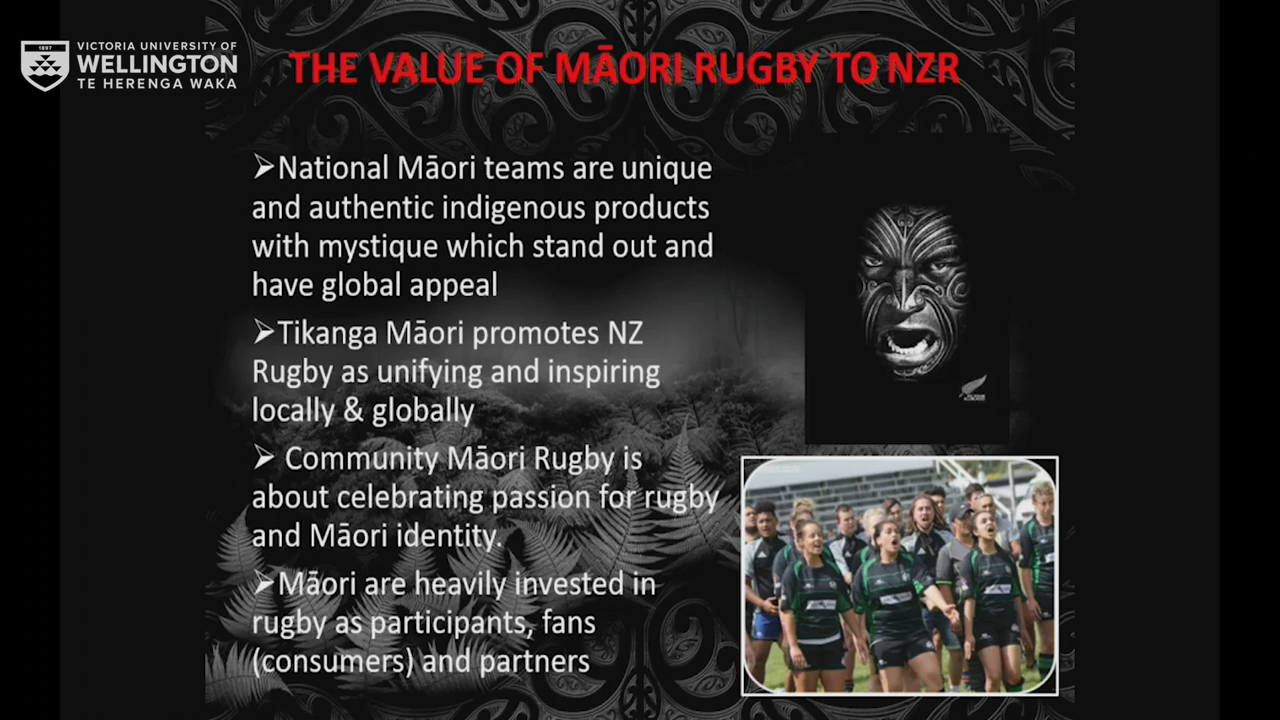 1897
VICTORIA UNIVERSITY OF
WELLINGTON
TE HERENGA WAKA
THE VALUE OF MĀORI RUGBY TO NZR
➢National Māori teams are unique
and authentic indigenous products
with mystique which stand out and
have global appeal
➢Tikanga Māori promotes NZ
Rugby as unifying and inspiring
locally & globally
➢ Community Māori Rugby is
about celebrating passion for rugby
and Māori identity.
➢Māori are heavily invested in
rugby as participants, fans
(consumers) and partners